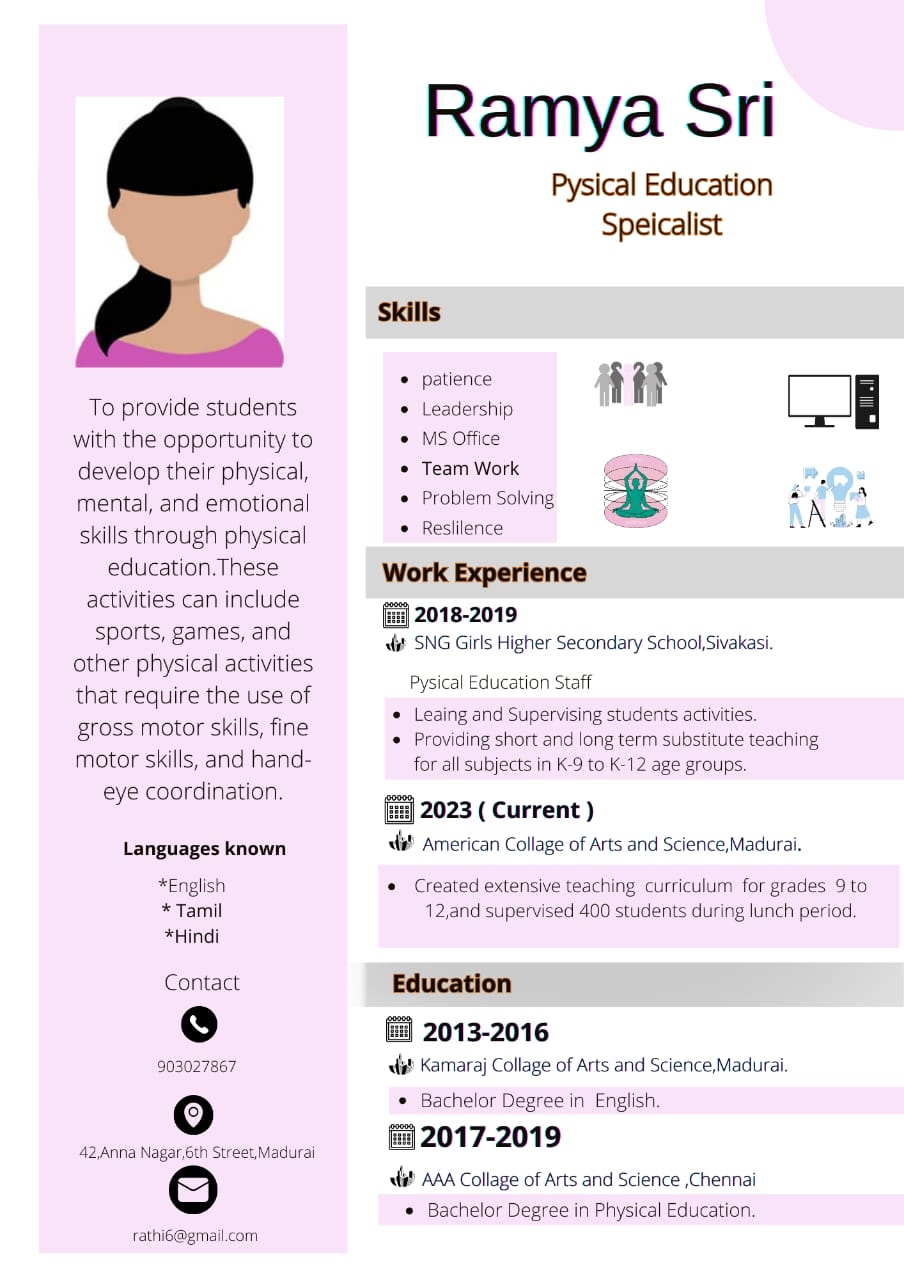 Ramya Sri
Pysical Education
Speicalist
To provide students
with the opportunity to
develop their physical,
mental, and emotional
skills through physical
education.These
activities can include
sports, games, and
other physical activities
that require the use of
gross motor skills, fine
motor skills, and hand-
eye coordination.
Languages known
*English
* Tamil
*Hindi
Contact
903027867
42,Anna Nagar,6th Street,Madurai
rathi6@gmail.com
Skills
• patience
• Leadership
• MS Office
• Team Work
• Problem Solving
• Reslilence
Work Experience
2018-2019
SNG Girls Higher Secondary School,Sivakasi.
Pysical Education Staff
• Leaing and Supervising students activities.
• Providing short and long term substitute teaching
for all subjects in K-9 to K-12 age groups.
2023 ( Current )
American Collage of Arts and Science,Madurai.
• Created extensive teaching curriculum for grades 9 to
12,and supervised 400 students during lunch period.
Education
2013-2016
Kamaraj Collage of Arts and Science,Madurai.
• Bachelor Degree in English.
2017-2019
AAA Collage of Arts and Science ,Chennai
• Bachelor Degree in Physical Education.